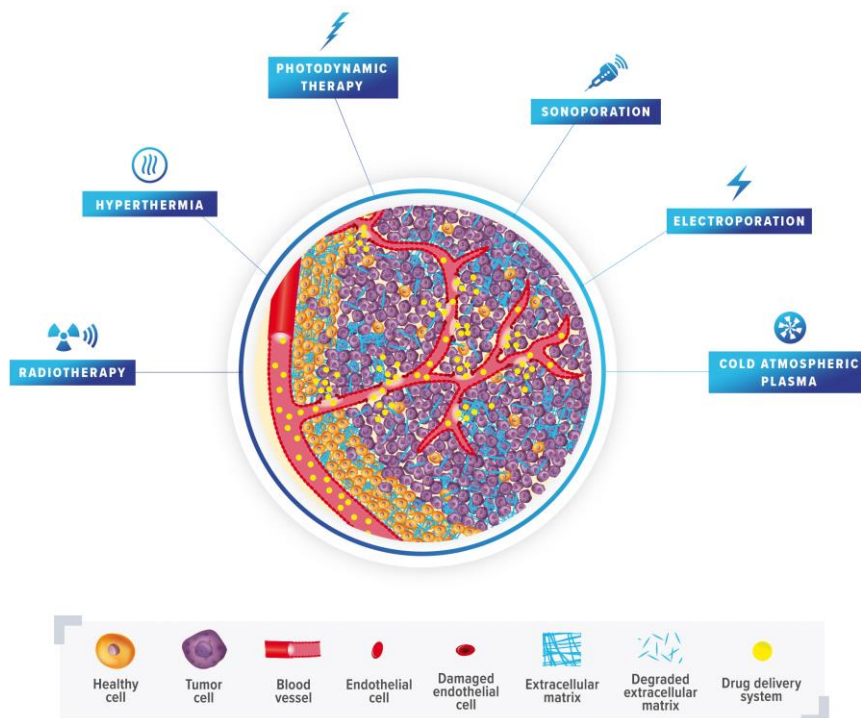 PHOTODYNAMIC
THERAPY
SONOPORATION
HYPERTHERMIA
ELECTROPORATION
RADIOTHERAPY
COLD ATMOSPHERIC
PLASMA
Healthy
cell
Tumor
cell
Blood
vessel
Endothelial
cell
Damaged
endothelial
cell
Extracellular
matrix
Degraded
extracellular
matrix
Drug delivery
system